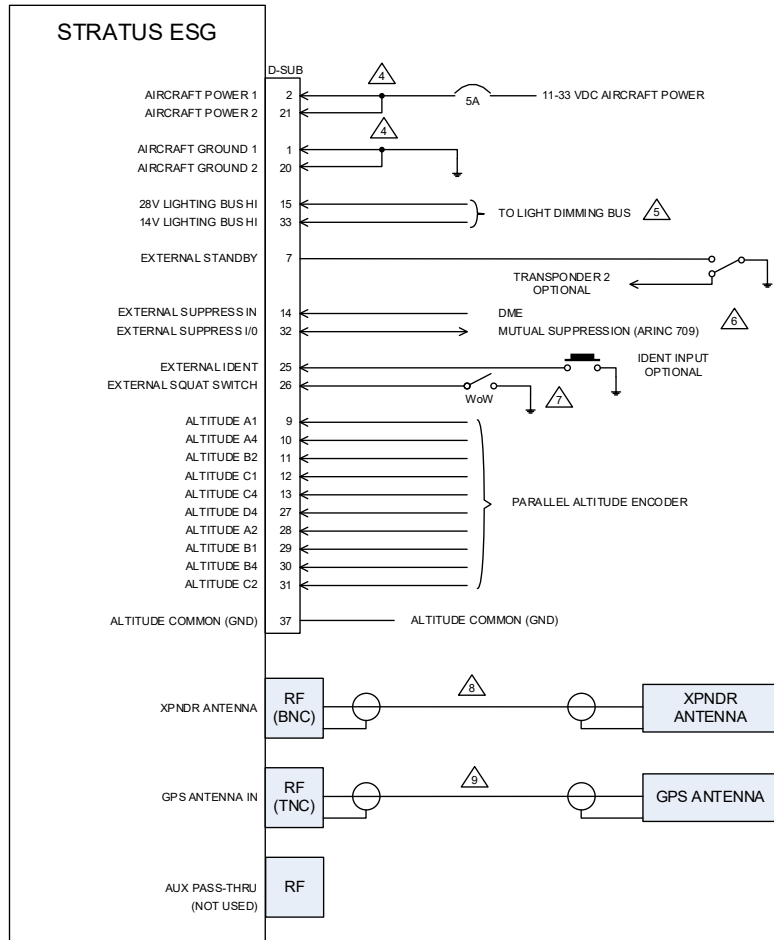 STRATUS ESG
D-SUB
4
AIRCRAFT POWER 1 2 5A 11-33 VDC AIRCRAFT POWER
AIRCRAFT POWER 2 21
4
AIRCRAFT GROUND 1 1
AIRCRAFT GROUND 2 20
28V LIGHTING BUS HI 15
TO LIGHT DIMMING BUS 5
14V LIGHTING BUS HI 33
EXTERNAL STANDBY 7
TRANSPONDER 2
OPTIONAL
EXTERNAL SUPPRESS IN 14 DME
6
EXTERNAL SUPPRESS I/0 32 MUTUAL SUPPRESSION (ARINC 709)
EXTERNAL IDENT 25 IDENT INPUT
OPTIONAL
EXTERNAL SQUAT SWITCH 26 WoW 7
ALTITUDE A1 9
ALTITUDE A4 10
ALTITUDE B2 11
ALTITUDE C1 12
ALTITUDE C4 13
PARALLEL ALTITUDE ENCODER
ALTITUDE D4 27
ALTITUDE A2 28
ALTITUDE B1 29
ALTITUDE B4 30
ALTITUDE C2 31
ALTITUDE COMMON (GND) 37 ALTITUDE COMMON (GND)
8
XPNDR ANTENNA RF
(BNC) XPNDR
ANTENNA
9
GPS ANTENNA IN RF
(TNC) GPS ANTENNA
AUX PASS-THRU
(NOT USED) RF